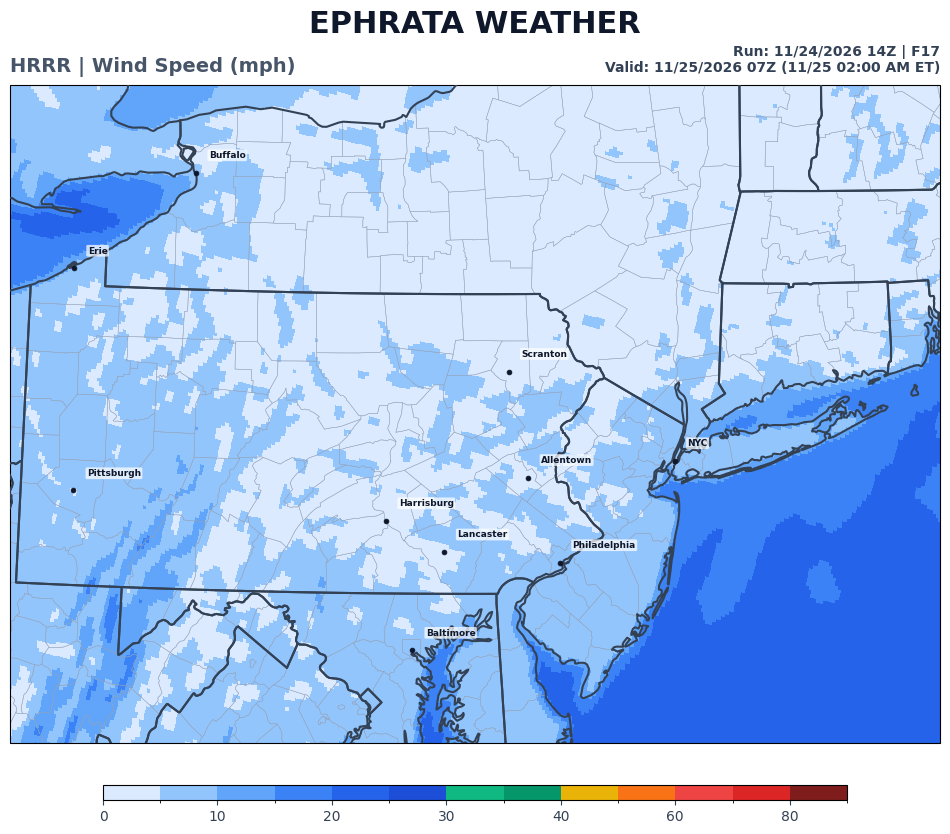 EPHRATA WEATHER
HRRR | Wind Speed (mph)
Run: 11/24/2026 14Z | F17
Valid: 11/25/2026 07Z (11/25 02:00 AM ET)
Buffalo
Erie
Scranton
NYC
Allentown
Pittsburgh
Harrisburg
Lancaster
Philadelphia
Baltimore
0 10 20 30 40 50 60 70 80